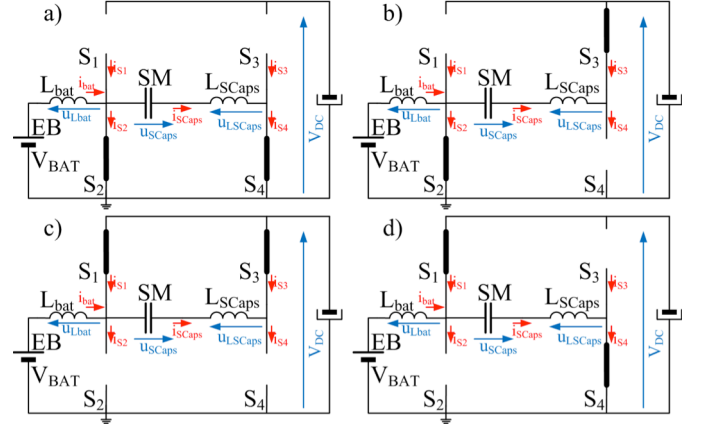 a)
S1
S3
iS1
iS3
Lbat
ibat
SM
LSCaps
uLbat
iS2
uSCaps
iSCaps
uLSCaps
iS4
EB
VBAT
VDC
S2
S4
b)
S1
S3
iS1
iS3
Lbat
ibat
SM
LSCaps
uLbat
iS2
uSCaps
iSCaps
uLSCaps
iS4
EB
VBAT
VDC
S2
S4
c)
S1
S3
iS1
iS3
Lbat
ibat
SM
LSCaps
uLbat
iS2
uSCaps
iSCaps
uLSCaps
iS4
EB
VBAT
VDC
S2
S4
d)
S1
S3
iS1
iS3
Lbat
ibat
SM
LSCaps
uLbat
iS2
uSCaps
iSCaps
uLSCaps
iS4
EB
VBAT
VDC
S2
S4